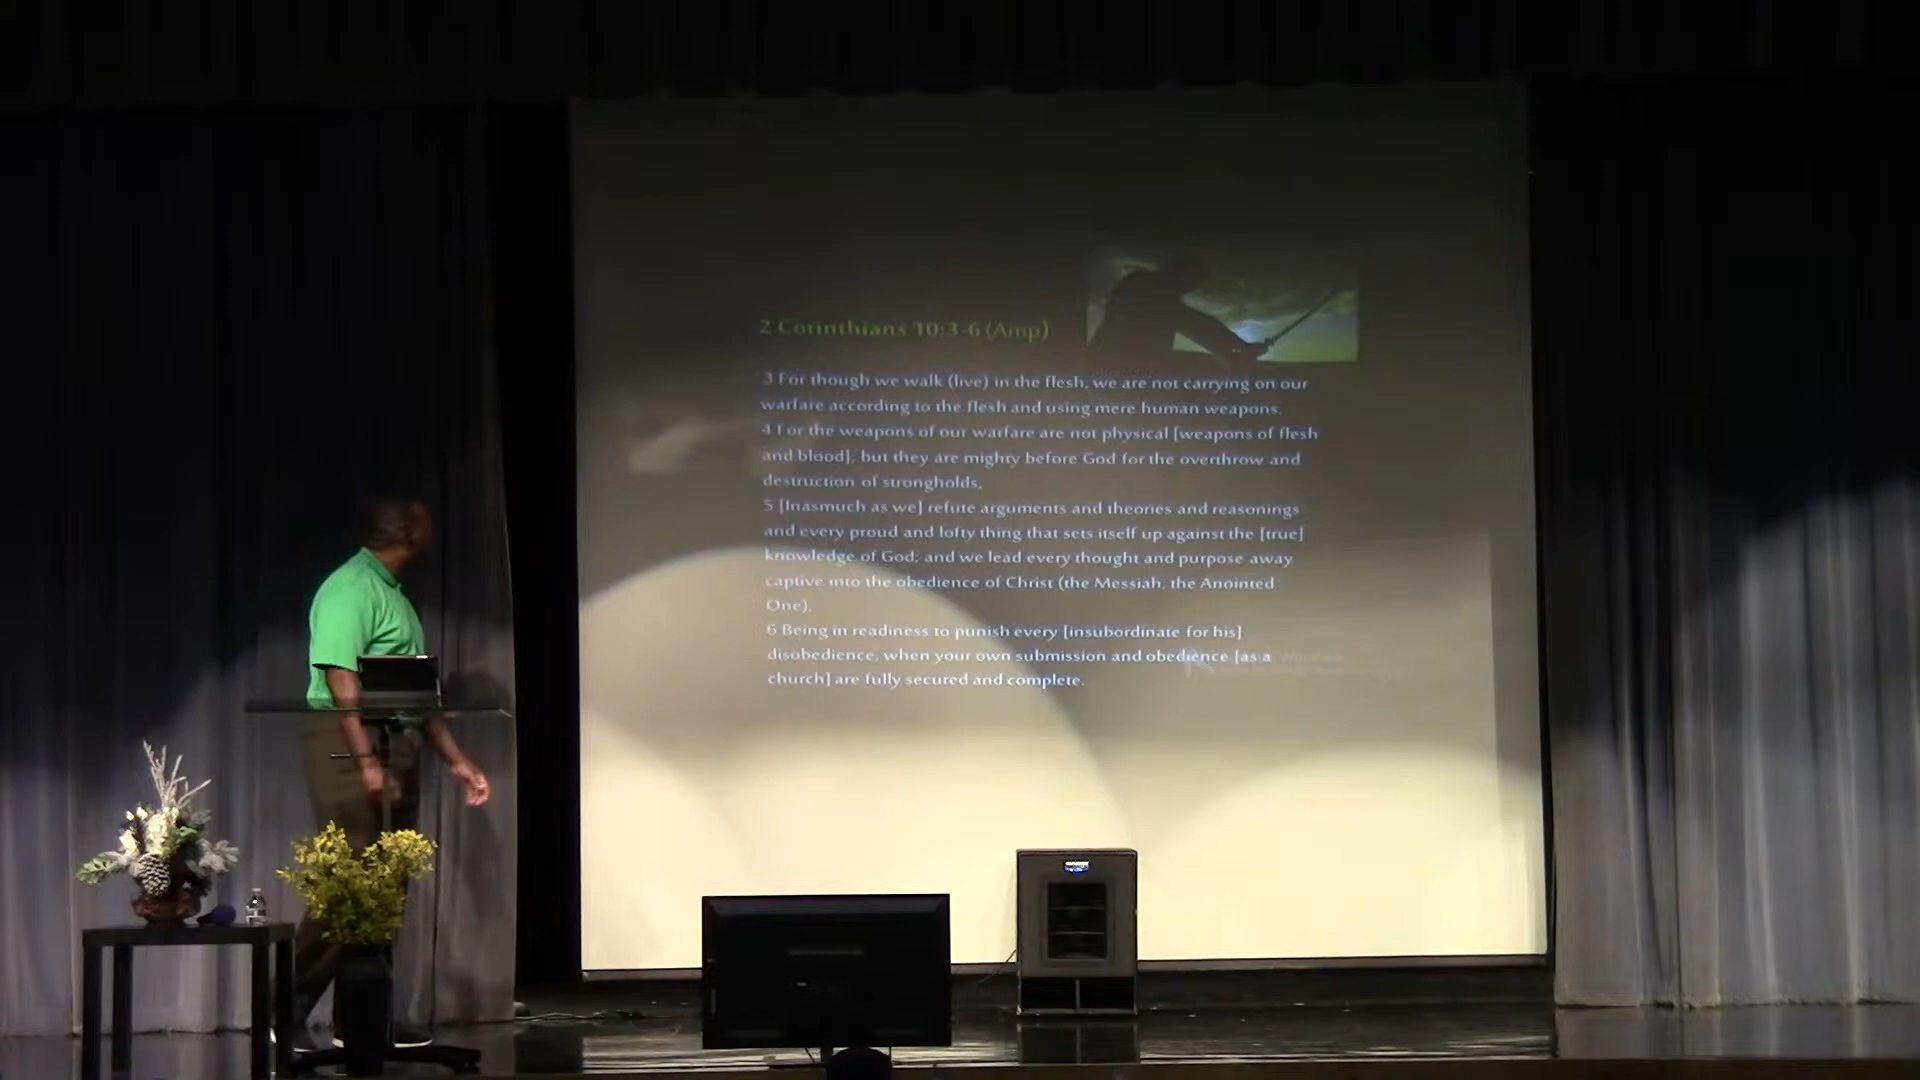 2 Corinthians 10:3-6 (Amp)
3 For though we walk (live) in the flesh, we are not carrying on our
warfare according to the flesh and using mere human weapons.
4 For the weapons of our warfare are not physical [weapons of flesh
and blood], but they are mighty before God for the overthrow and
destruction of strongholds,
5 [Inasmuch as we] refute arguments and theories and reasonings
and every proud and lofty thing that sets itself up against the [true]
knowledge of God; and we lead every thought and purpose away
captive into the obedience of Christ (the Messiah, the Anointed
One),
6 Being in readiness to punish every [insubordinate for his]
disobedience, when your own submission and obedience [as a
church] are fully secured and complete.